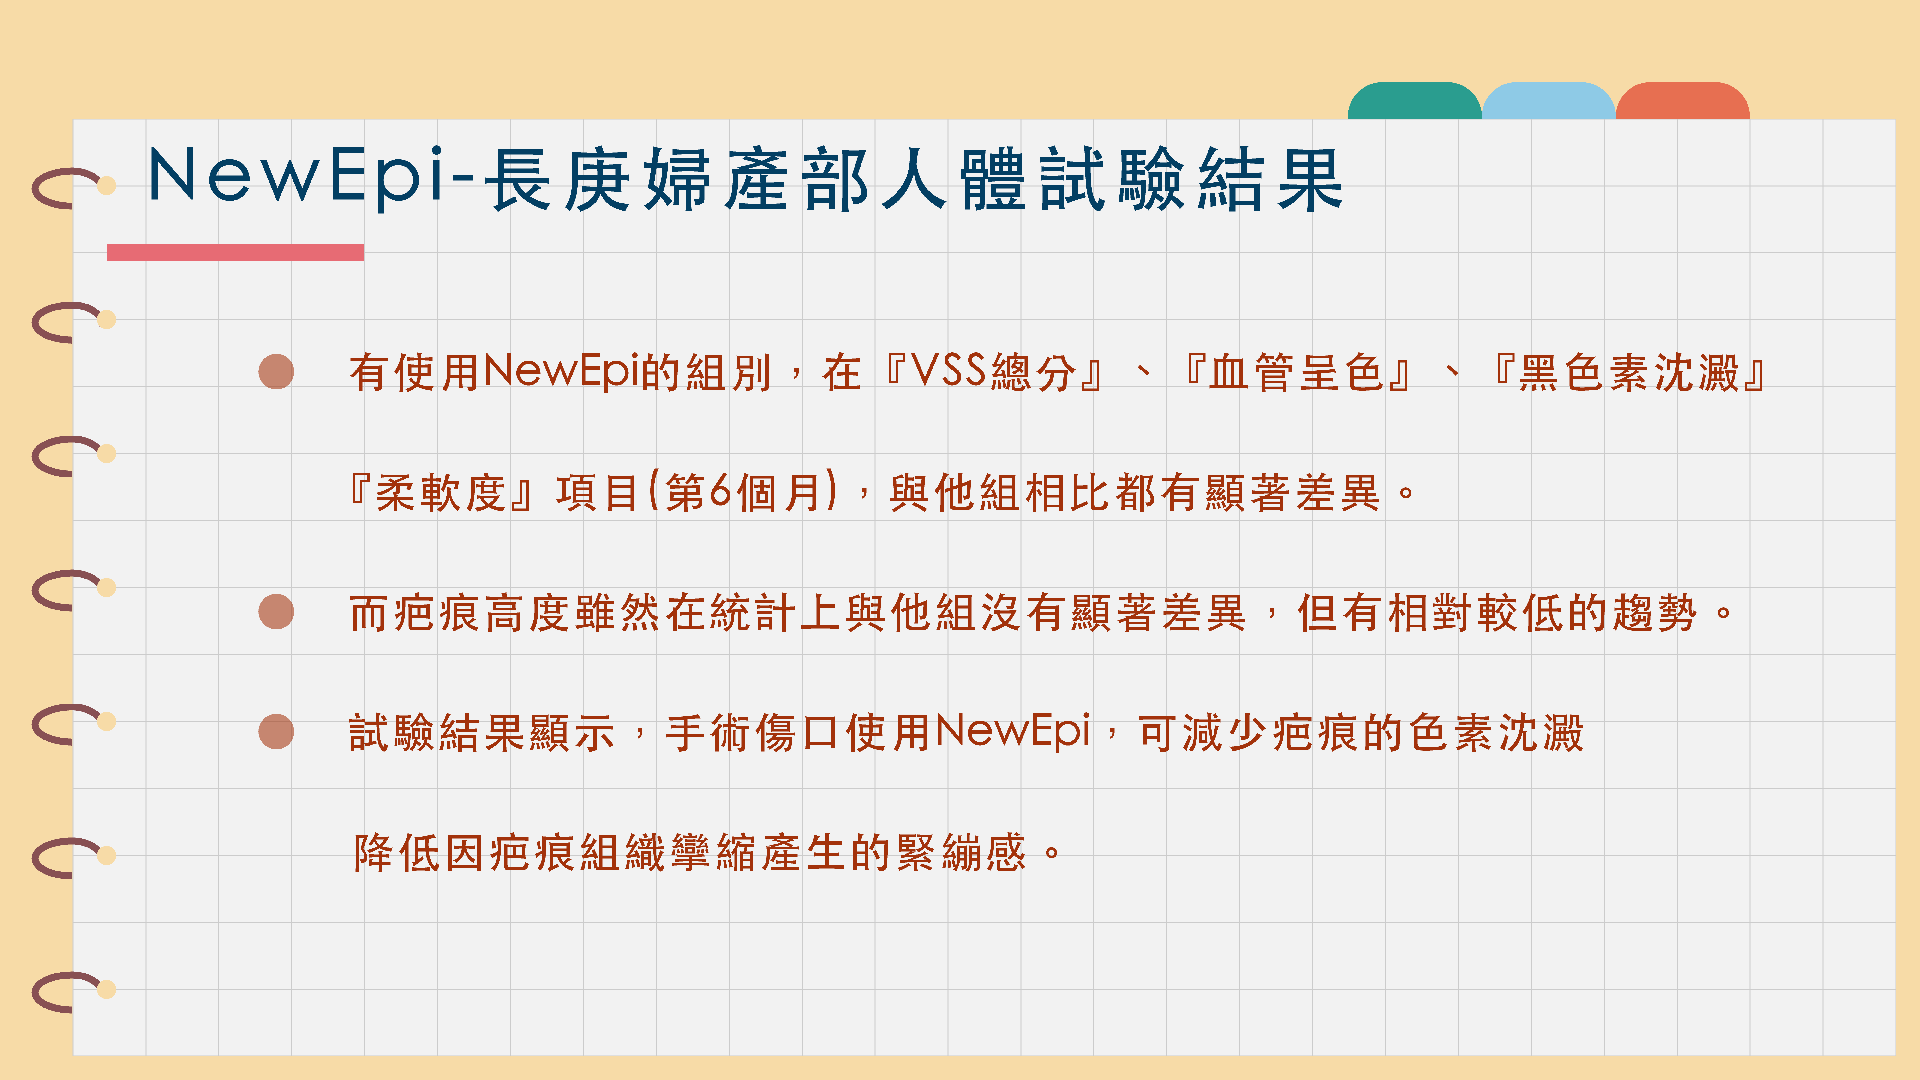 NewEpi-長庚婦產部人體試驗結果
有使用NewEpi的組別，在『VSS總分』、『血管呈色』、『黑色素沈澱』
『柔軟度』項目(第6個月)，與他組相比都有顯著差異。
而疤痕高度雖然在統計上與他組沒有顯著差異，但有相對較低的趨勢。
試驗結果顯示，手術傷口使用NewEpi，可減少疤痕的色素沈澱
降低因疤痕組織攣縮產生的緊繃感。